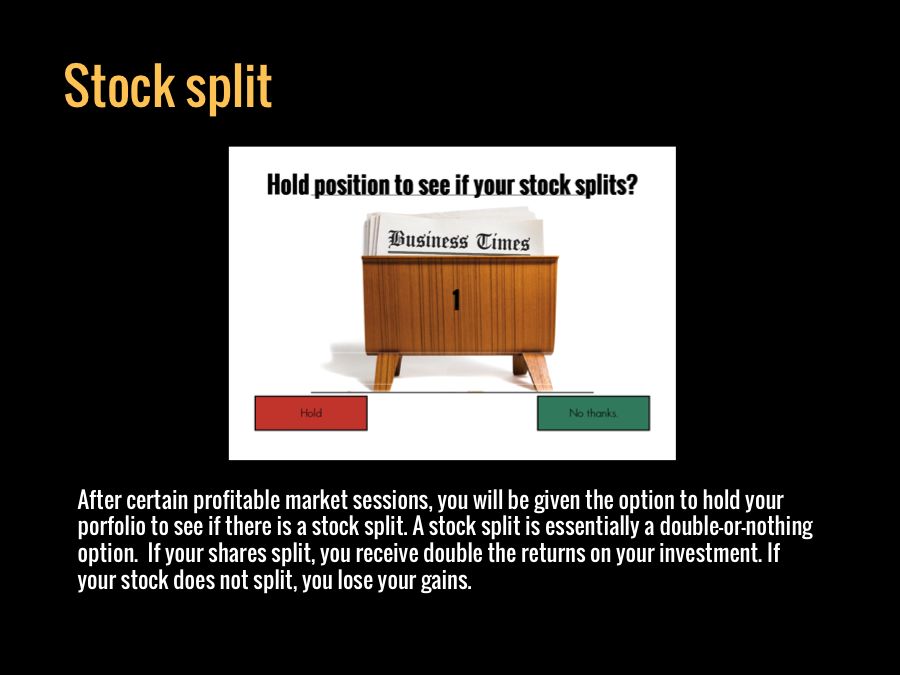 Stock split
Hold position to see if your stock splits?
Business Times
1
Hold
No thanks.
After certain profitable market sessions, you will be given the option to hold your
porfolio to see if there is a stock split. A stock split is essentially a double-or-nothing
option.  If your shares split, you receive double the returns on your investment. If
your stock does not split, you lose your gains.